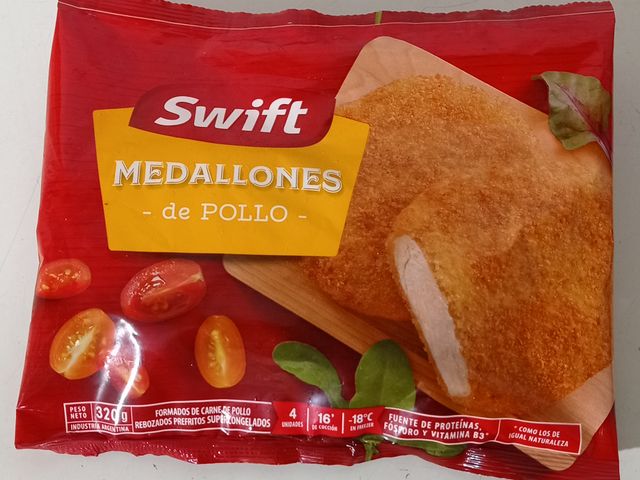 Swift
MEDALLONES
- de POLLO -
PESO NETO 320 g
INDUSTRIA ARGENTINA
FORMADOS DE CARNE DE POLLO
REBOZADOS PREFRITOS SUPERCONGELADOS
4
UNIDADES
16'
DE COCCIÓN
-18°C
EN FREEZER
FUENTE DE PROTEÍNAS,
FÓSFORO Y VITAMINA B3*
* COMO LOS DE
IGUAL NATURALEZA